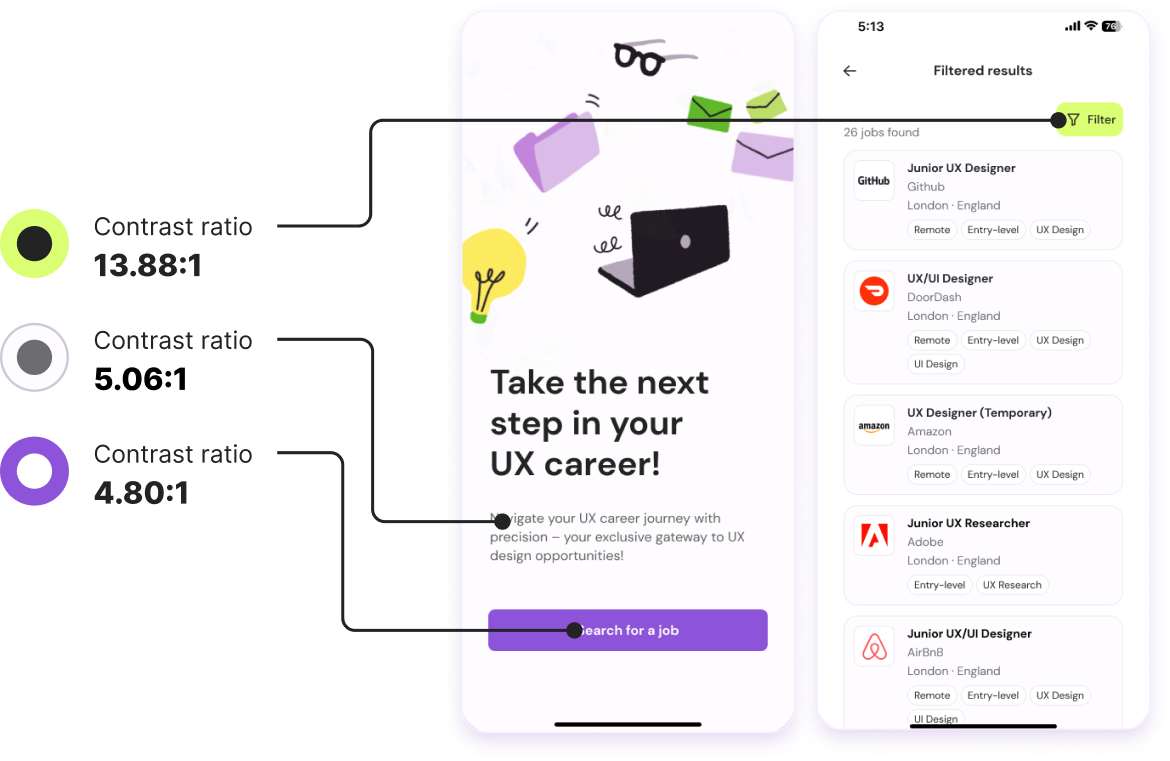 Contrast ratio
13.88:1
Contrast ratio
5.06:1
Contrast ratio
4.80:1
Take the next
step in your
UX career!
Navigate your UX career journey with
precision – your exclusive gateway to UX
design opportunities!
Search for a job
5:13
76
Filtered results
Filter
26 jobs found
GitHub
Junior UX Designer
Github
London · England
Remote Entry-level UX Design
UX/UI Designer
DoorDash
London · England
Remote Entry-level UX Design
UI Design
amazon
UX Designer (Temporary)
Amazon
London · England
Remote Entry-level UX Design
Junior UX Researcher
Adobe
London · England
Entry-level UX Research
Junior UX/UI Designer
AirBnB
London · England
Remote Entry-level UX Design
UI Design